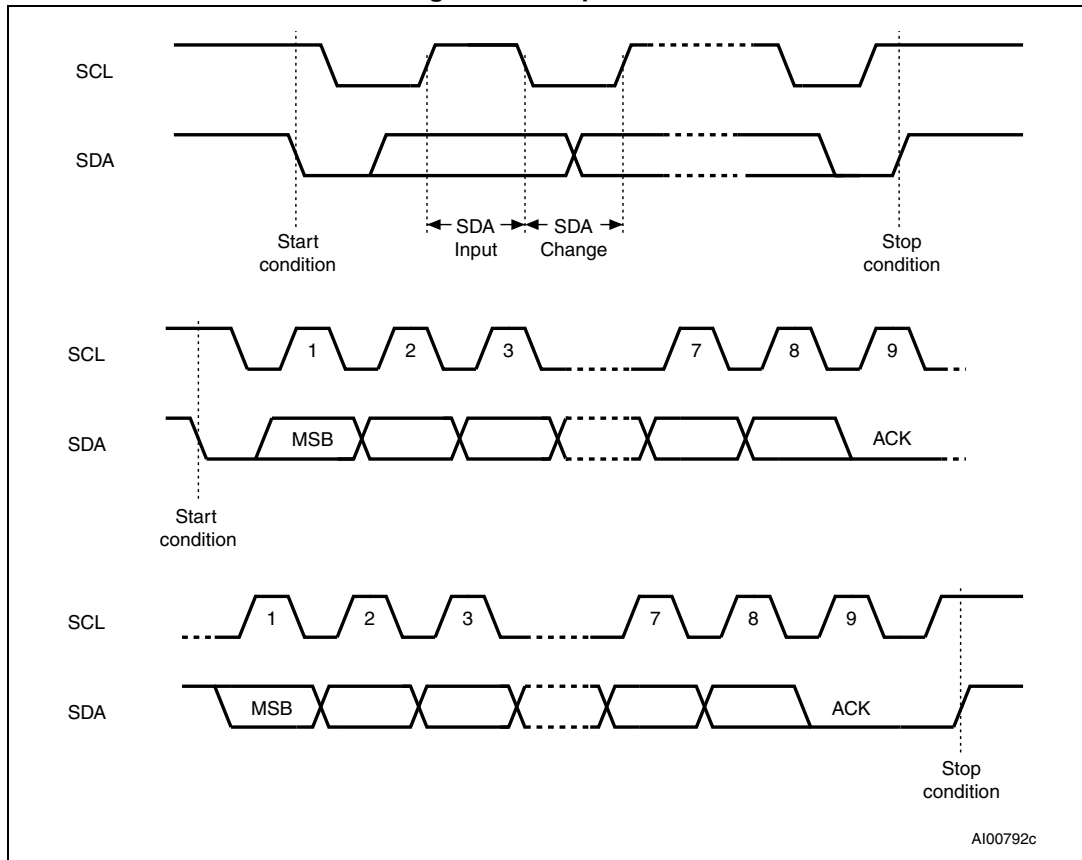 SCL
SDA
SDA
Input
SDA
Change
Start
condition
Stop
condition
SCL
1 2 3 7 8 9
SDA
MSB ACK
Start
condition
SCL
1 2 3 7 8 9
SDA
MSB ACK
Stop
condition
AI00792c